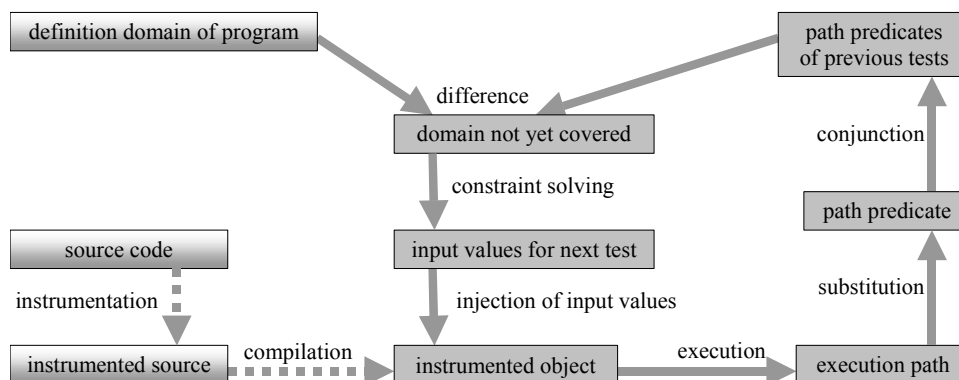 definition domain of program
path predicates
of previous tests
difference
domain not yet covered
conjunction
constraint solving
path predicate
source code
input values for next test
instrumentation
injection of input values
substitution
instrumented source
compilation
instrumented object
execution
execution path